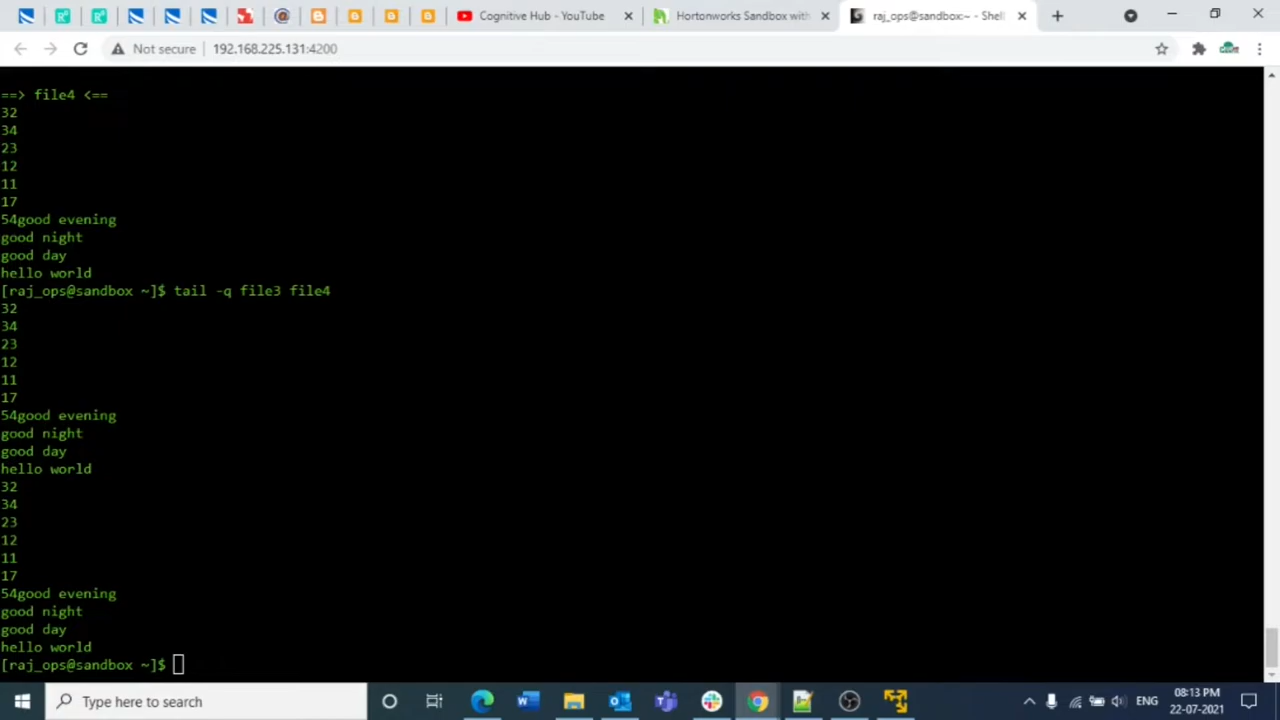 Cognitive Hub - YouTube
Hortonworks Sandbox with
raj_ops@sandbox:~ - Shell
Not secure
192.168.225.131:4200
==> file4 <==
32
34
23
12
11
17
54good evening
good night
good day
hello world
[raj_ops@sandbox ~]$ tail -q file3 file4
32
34
23
12
11
17
54good evening
good night
good day
hello world
32
34
23
12
11
17
54good evening
good night
good day
hello world
[raj_ops@sandbox ~]$
Type here to search
ENG
08:13 PM
22-07-2021